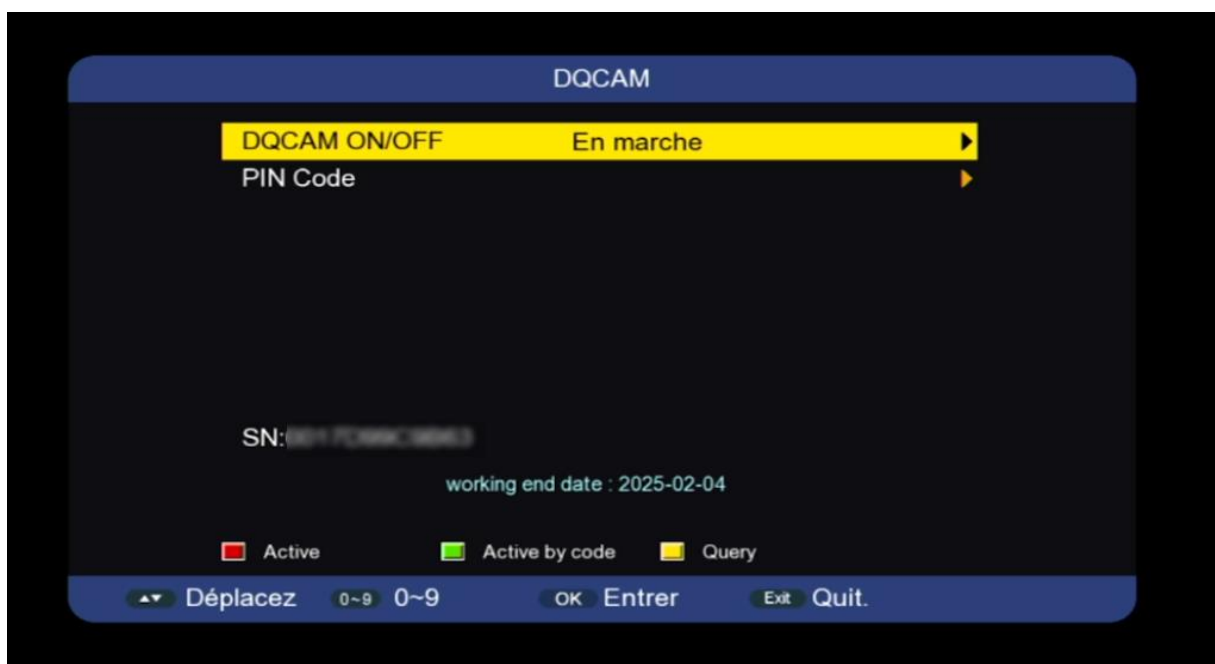 DQCAM
DQCAM ON/OFF En marche
PIN Code
SN:
working end date : 2025-02-04
Active Active by code Query
Déplacez 0~9 0~9 OK Entrer Exit Quit.